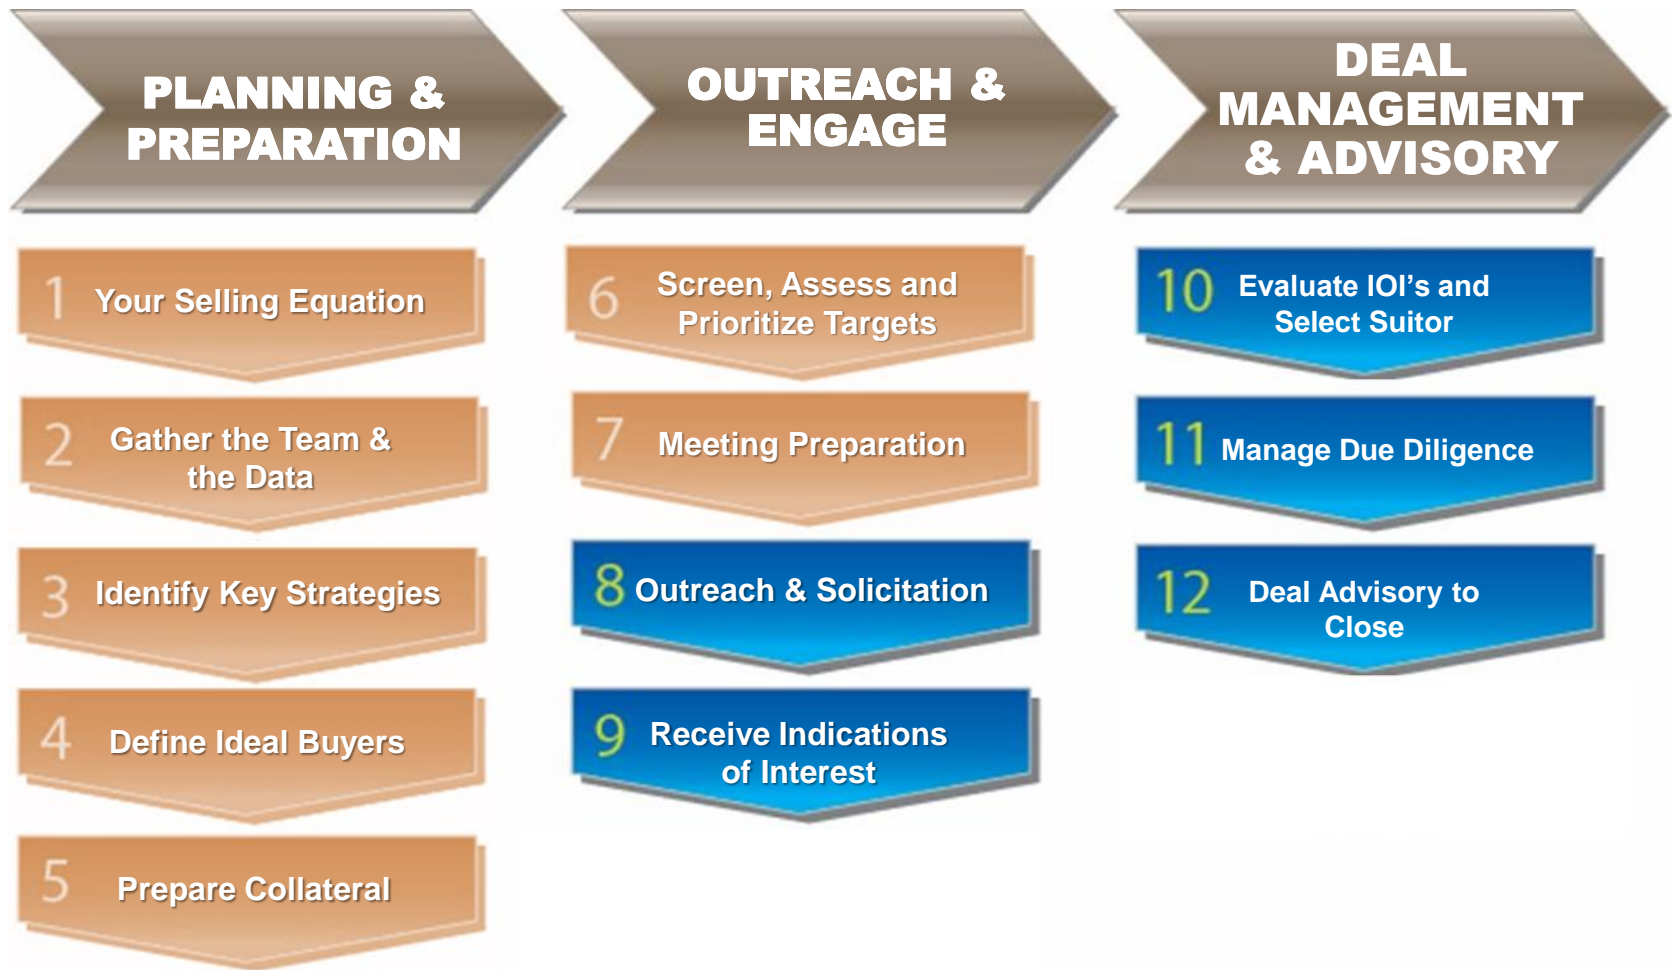 PLANNING &
PREPARATION
1 Your Selling Equation
2 Gather the Team &
the Data
3 Identify Key Strategies
4 Define Ideal Buyers
5 Prepare Collateral
OUTREACH &
ENGAGE
6 Screen, Assess and
Prioritize Targets
7 Meeting Preparation
8 Outreach & Solicitation
9 Receive Indications
of Interest
DEAL
MANAGEMENT
& ADVISORY
10 Evaluate IOI’s and
Select Suitor
11 Manage Due Diligence
12 Deal Advisory to
Close